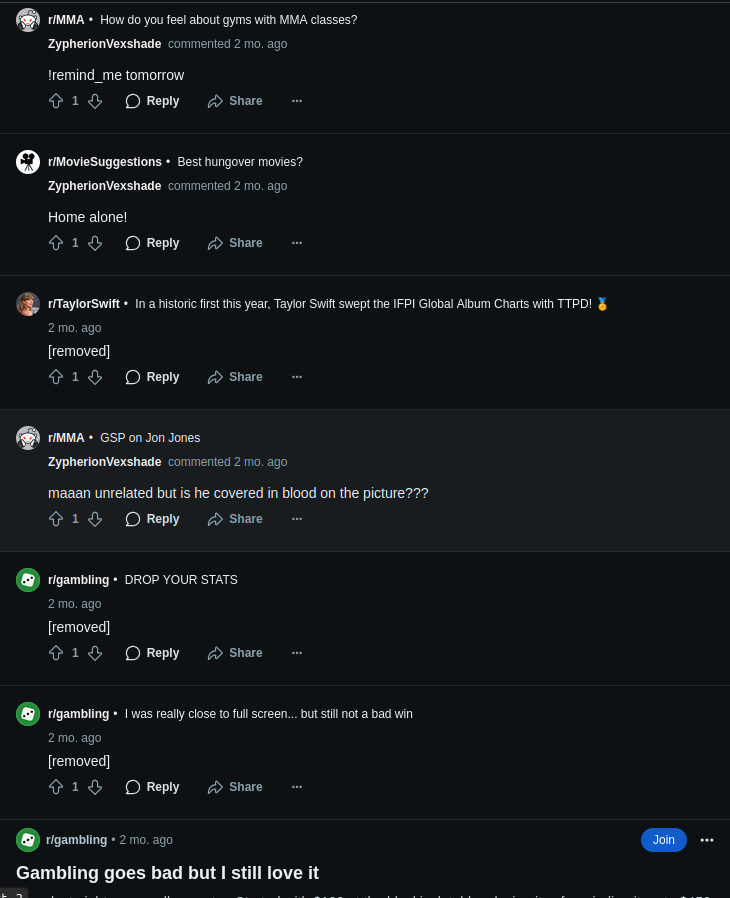 r/MMA • How do you feel about gyms with MMA classes?
ZypherionVexshade commented 2 mo. ago
!remind_me tomorrow
1 Reply Share ···
r/MovieSuggestions • Best hungover movies?
ZypherionVexshade commented 2 mo. ago
Home alone!
1 Reply Share ···
r/TaylorSwift • In a historic first this year, Taylor Swift swept the IFPI Global Album Charts with TTPD! 🏅
2 mo. ago
[removed]
1 Reply Share ···
r/MMA • GSP on Jon Jones
ZypherionVexshade commented 2 mo. ago
maaan unrelated but is he covered in blood on the picture???
1 Reply Share ···
r/gambling • DROP YOUR STATS
2 mo. ago
[removed]
1 Reply Share ···
r/gambling • I was really close to full screen... but still not a bad win
2 mo. ago
[removed]
1 Reply Share ···
r/gambling • 2 mo. ago Join ···
Gambling goes bad but I still love it